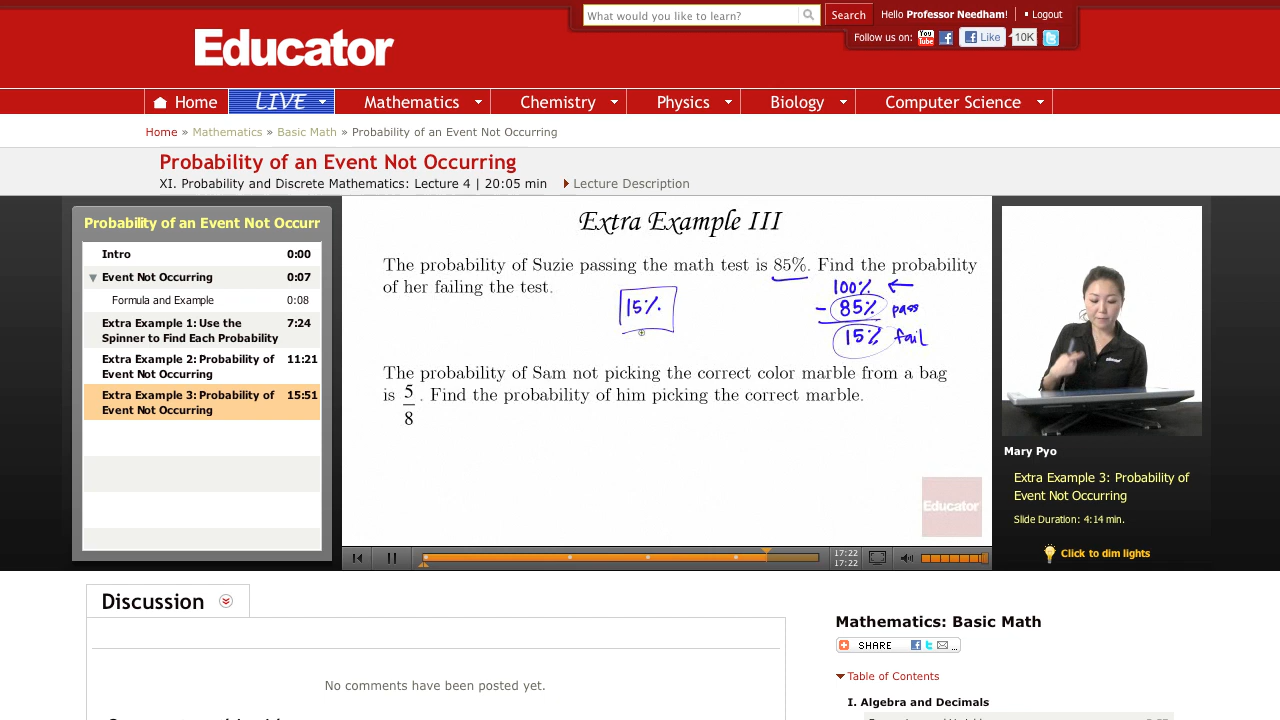 What would you like to learn?
Search
Hello Professor Needham!
Logout
Educator
Follow us on:
You Tube
Like
10K
Home
LIVE
Mathematics
Chemistry
Physics
Biology
Computer Science
Home » Mathematics » Basic Math » Probability of an Event Not Occurring
Probability of an Event Not Occurring
XI. Probability and Discrete Mathematics: Lecture 4 | 20:05 min
Lecture Description
Probability of an Event Not Occurr
Intro 0:00
Event Not Occurring 0:07
Formula and Example 0:08
Extra Example 1: Use the 7:24
Spinner to Find Each Probability
Extra Example 2: Probability of 11:21
Event Not Occurring
Extra Example 3: Probability of 15:51
Event Not Occurring
Extra Example III
The probability of Suzie passing the math test is 85%. Find the probability
of her failing the test.
15%
100% ←
- 85% pass
15% fail
The probability of Sam not picking the correct color marble from a bag
is 5/8. Find the probability of him picking the correct marble.
Educator
17:22
17:22
Mary Pyo
Extra Example 3: Probability of
Event Not Occurring
Slide Duration: 4:14 min.
Click to dim lights
Discussion
No comments have been posted yet.
Mathematics: Basic Math
SHARE
...
Table of Contents
I. Algebra and Decimals